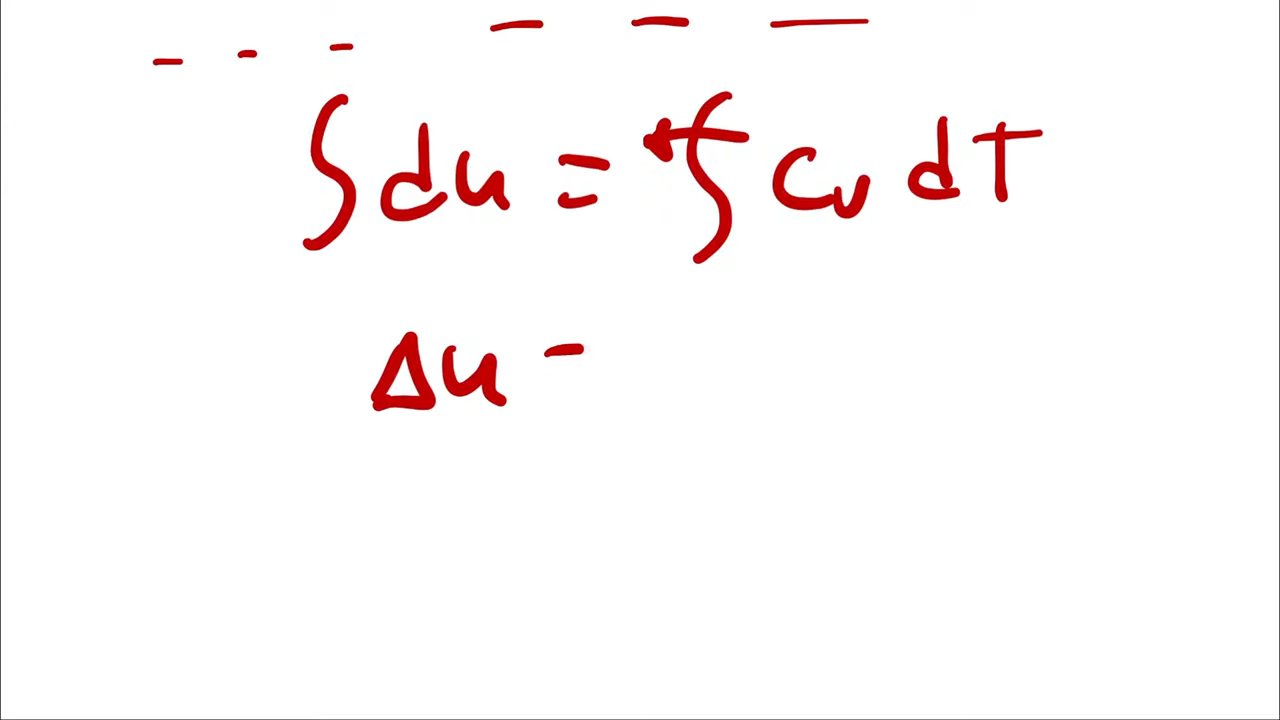 ∫ du = ∫ Cv dT
Δu -